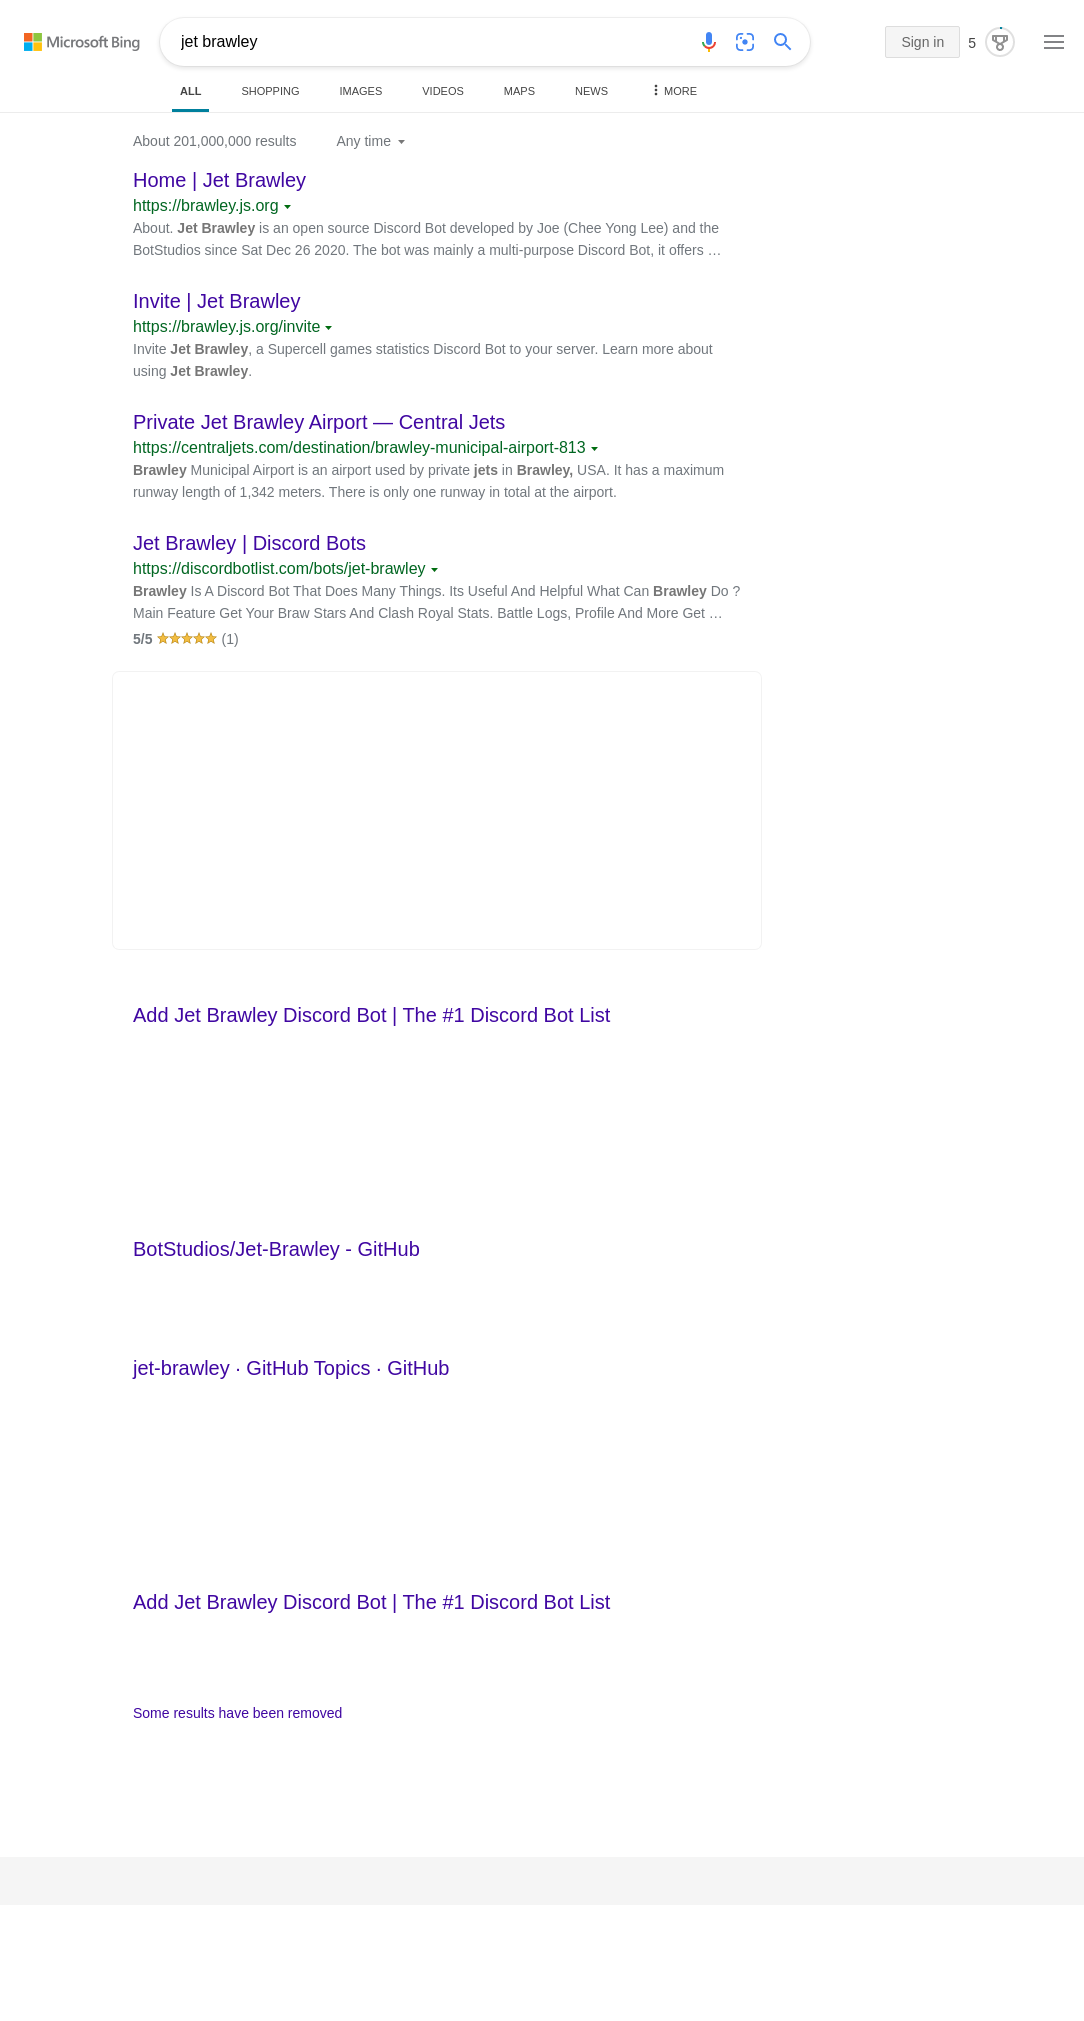 Microsoft Bing
jet brawley
Sign in
5
ALL
SHOPPING
IMAGES
VIDEOS
MAPS
NEWS
MORE
About 201,000,000 results
Any time
Home | Jet Brawley
https://brawley.js.org
About. Jet Brawley is an open source Discord Bot developed by Joe (Chee Yong Lee) and the
BotStudios since Sat Dec 26 2020. The bot was mainly a multi-purpose Discord Bot, it offers …
Invite | Jet Brawley
https://brawley.js.org/invite
Invite Jet Brawley, a Supercell games statistics Discord Bot to your server. Learn more about
using Jet Brawley.
Private Jet Brawley Airport — Central Jets
https://centraljets.com/destination/brawley-municipal-airport-813
Brawley Municipal Airport is an airport used by private jets in Brawley, USA. It has a maximum
runway length of 1,342 meters. There is only one runway in total at the airport.
Jet Brawley | Discord Bots
https://discordbotlist.com/bots/jet-brawley
Brawley Is A Discord Bot That Does Many Things. Its Useful And Helpful What Can Brawley Do ?
Main Feature Get Your Braw Stars And Clash Royal Stats. Battle Logs, Profile And More Get …
5/5 (1)
Add Jet Brawley Discord Bot | The #1 Discord Bot List
BotStudios/Jet-Brawley - GitHub
jet-brawley · GitHub Topics · GitHub
Add Jet Brawley Discord Bot | The #1 Discord Bot List
Some results have been removed